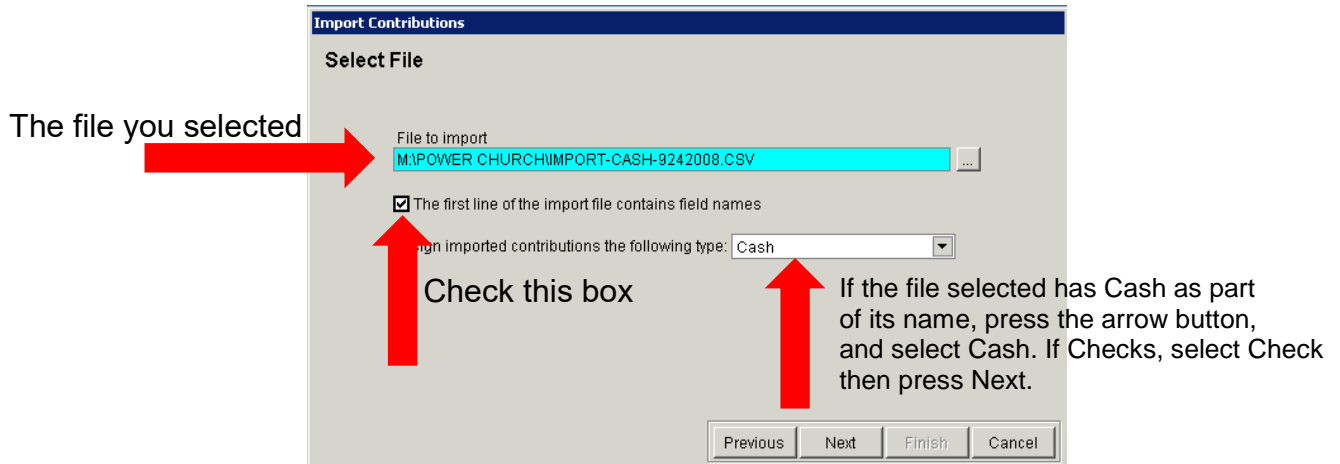 Import Contributions
Select File
The file you selected
File to import
M:\POWER CHURCH\IMPORT-CASH-9242008.CSV
...
The first line of the import file contains field names
ign imported contributions the following type: Cash
Check this box
If the file selected has Cash as part
of its name, press the arrow button,
and select Cash. If Checks, select Check
then press Next.
Previous Next Finish Cancel